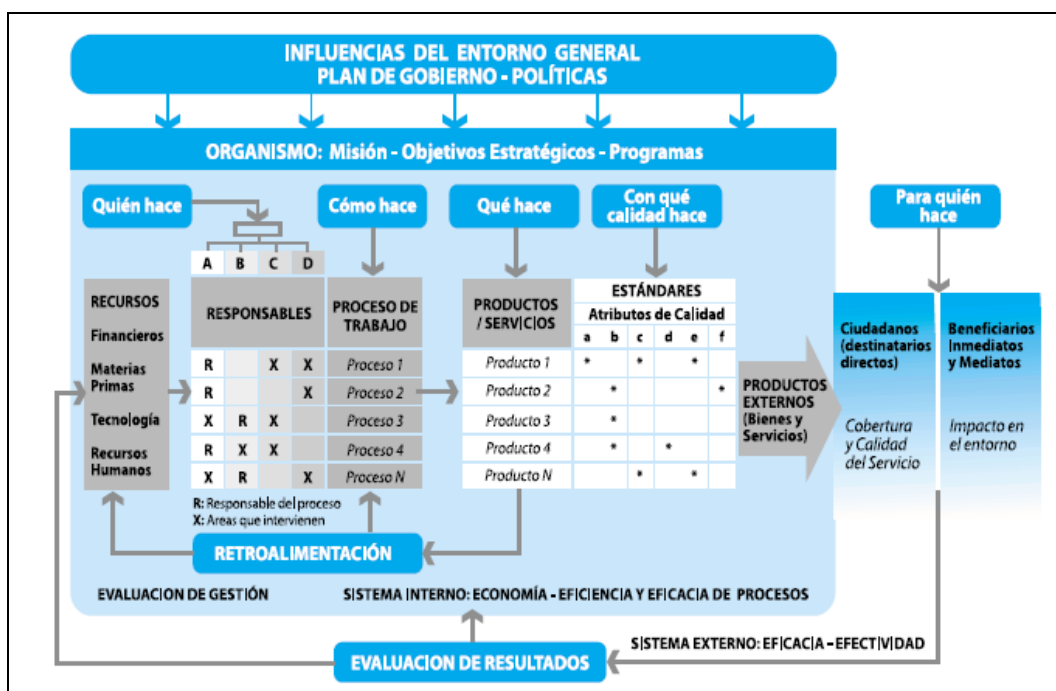 INFLUENCIAS DEL ENTORNO GENERAL
PLAN DE GOBIERNO - POLÍTICAS
ORGANISMO: Misión - Objetivos Estratégicos - Programas
Quién hace
Cómo hace
Qué hace
Con qué
calidad hace
Para quién
hace
A B C D
RECURSOS
Financieros
Materias
Primas
Tecnología
Recursos
Humanos
RESPONSABLES
PROCESO DE
TRABAJO
PRODUCTOS
/ SERVICIOS
ESTÁNDARES
Atributos de Calidad
a b c d e f
R X X Proceso 1 Producto 1 * * *
R X Proceso 2 Producto 2 * *
X R X Proceso 3 Producto 3 *
R X X Proceso 4 Producto 4 * *
X R X Proceso N Producto N * *
R: Responsable del proceso
X: Areas que intervienen
PRODUCTOS
EXTERNOS
(Bienes y
Servicios)
Ciudadanos
(destinatarios
directos)
Cobertura
y Calidad
del Servicio
Beneficiarios
Inmediatos
y Mediatos
Impacto en
el entorno
RETROALIMENTACIÓN
EVALUACION DE GESTIÓN
SISTEMA INTERNO: ECONOMÍA - EFICIENCIA Y EFICACIA DE PROCESOS
SISTEMA EXTERNO: EFICACIA - EFECTIVIDAD
EVALUACION DE RESULTADOS